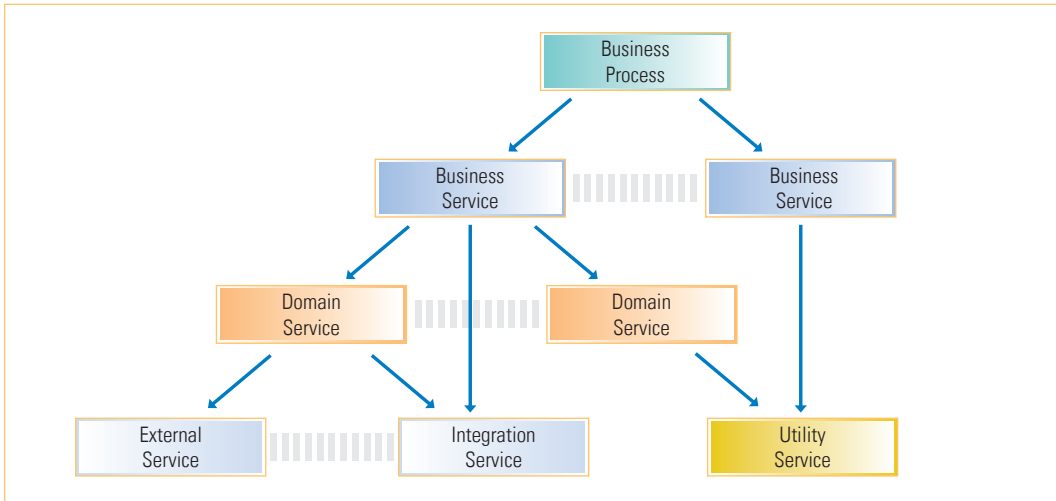 Business
Process
Business
Service
Business
Service
Domain
Service
Domain
Service
External
Service
Integration
Service
Utility
Service